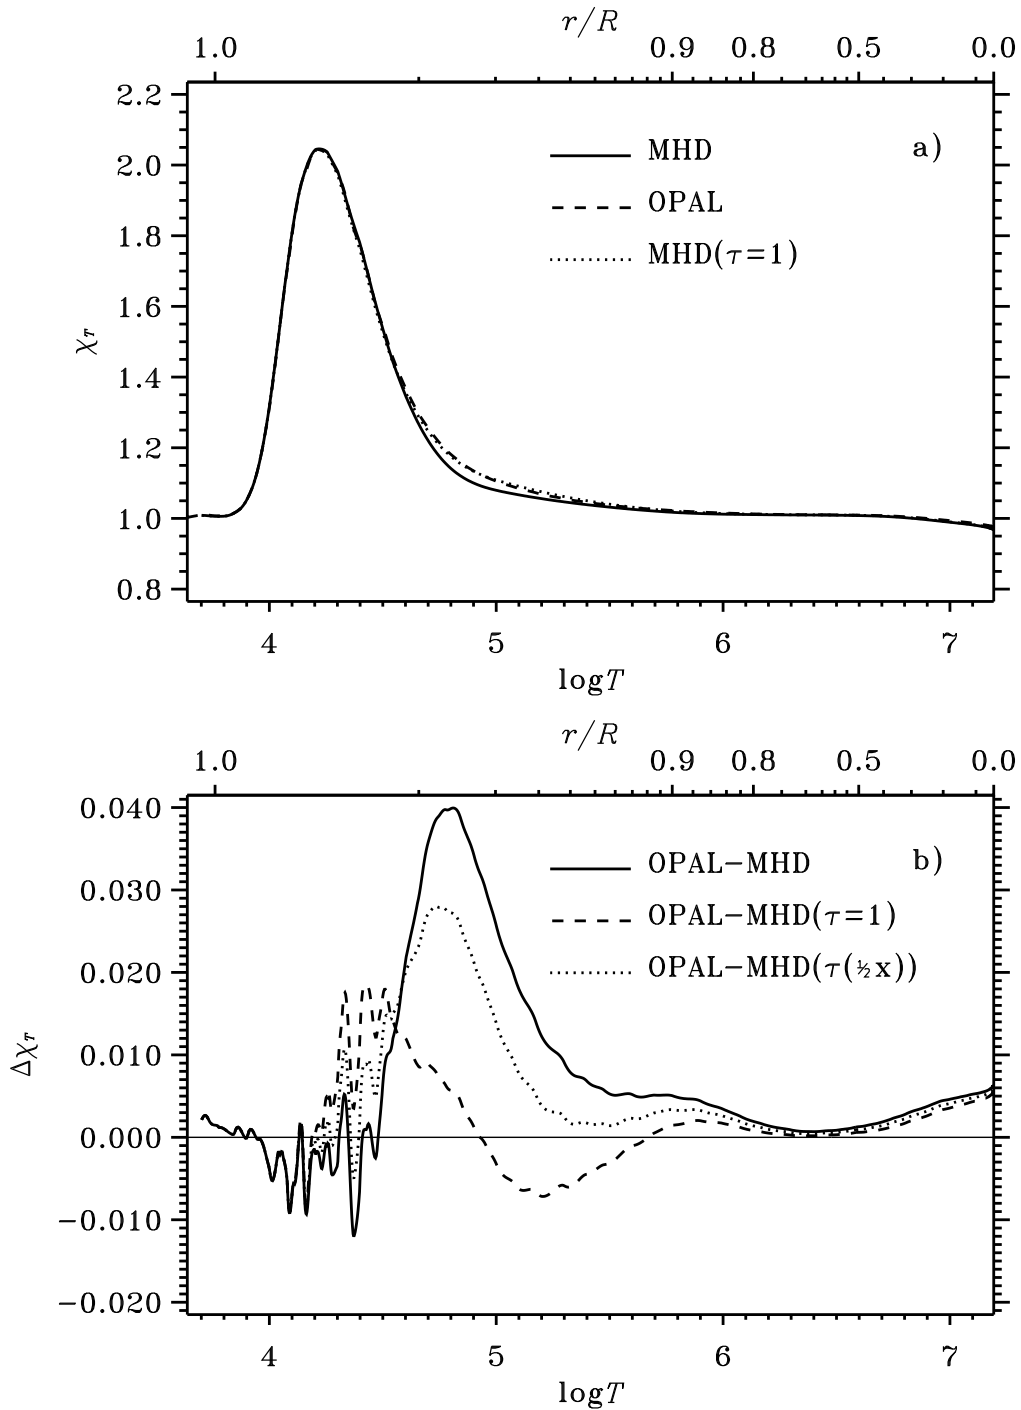 r/R
1.0 0.9 0.8 0.5 0.0
2.2
MHD a)
2.0
OPAL
1.8
MHD(τ=1)
1.6
χT
1.4
1.2
1.0
0.8
4 5 6 7
logT
r/R
1.0 0.9 0.8 0.5 0.0
0.040
OPAL−MHD b)
0.030
OPAL−MHD(τ=1)
0.020
OPAL−MHD(τ(½x))
0.010
ΔχT
0.000
−0.010
−0.020
4 5 6 7
logT